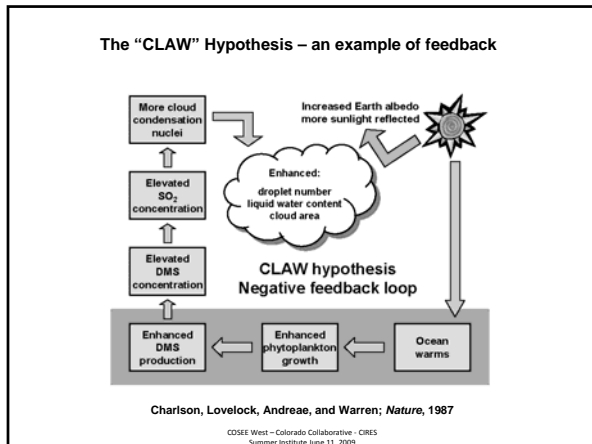 The “CLAW” Hypothesis – an example of feedback
More cloud
condensation
nuclei
Increased Earth albedo
more sunlight reflected
Enhanced:
droplet number
liquid water content
cloud area
Elevated
SO₂
concentration
Elevated
DMS
concentration
CLAW hypothesis
Negative feedback loop
Enhanced
DMS
production
Enhanced
phytoplankton
growth
Ocean
warms
Charlson, Lovelock, Andreae, and Warren; Nature, 1987
COSEE West – Colorado Collaborative - CIRES
Summer Institute June 11, 2009